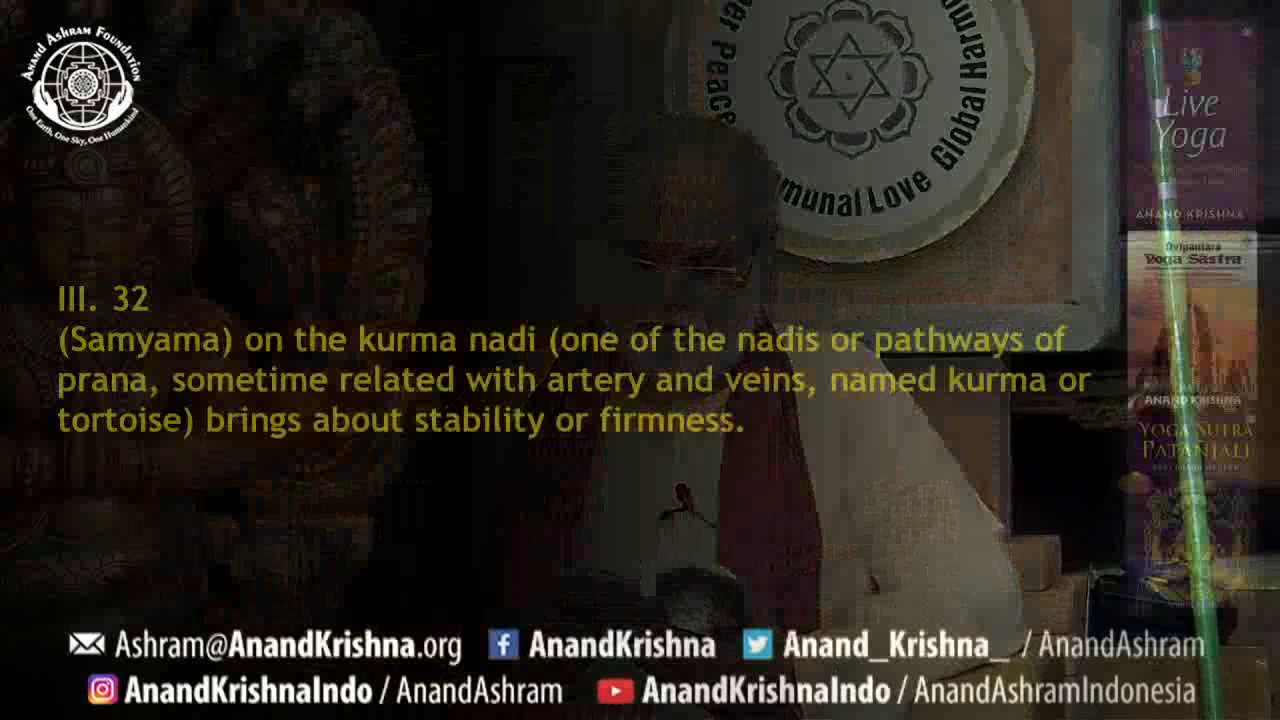 Anand Ashram Foundation
One Earth, One Sky, One Humankind
er Peace
munal Love Global Harmo
Live
Yoga
ANAND KRISHNA
Dvipantara
Yoga Sastra
ANAND KRISHNA
YOGA SUTRA
PATANJALI
III. 32
(Samyama) on the kurma nadi (one of the nadis or pathways of
prana, sometime related with artery and veins, named kurma or
tortoise) brings about stability or firmness.
Ashram@AnandKrishna.org AnandKrishna Anand_Krishna_ / AnandAshram
AnandKrishnaIndo / AnandAshram AnandKrishnaIndo / AnandAshramIndonesia